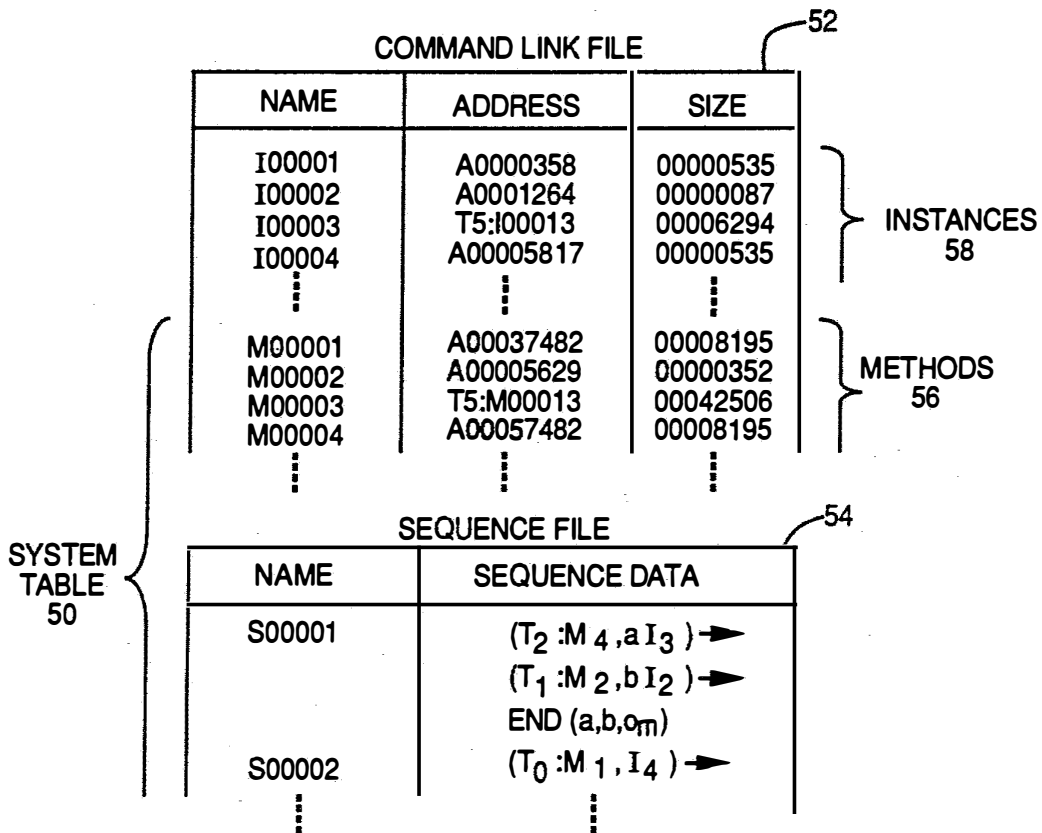 52
COMMAND LINK FILE
NAME ADDRESS SIZE
I00001 A0000358 00000535
I00002 A0001264 00000087
I00003 T5:I00013 00006294
I00004 A00005817 00000535
INSTANCES
58
M00001 A00037482 00008195
M00002 A00005629 00000352
M00003 T5:M00013 00042506
M00004 A00057482 00008195
METHODS
56
SYSTEM
TABLE
50
54
SEQUENCE FILE
NAME SEQUENCE DATA
S00001 (T2 :M 4 ,a I3 )
(T1 :M 2 ,b I2 )
END (a,b,om)
S00002 (T0 :M 1 , I4 )